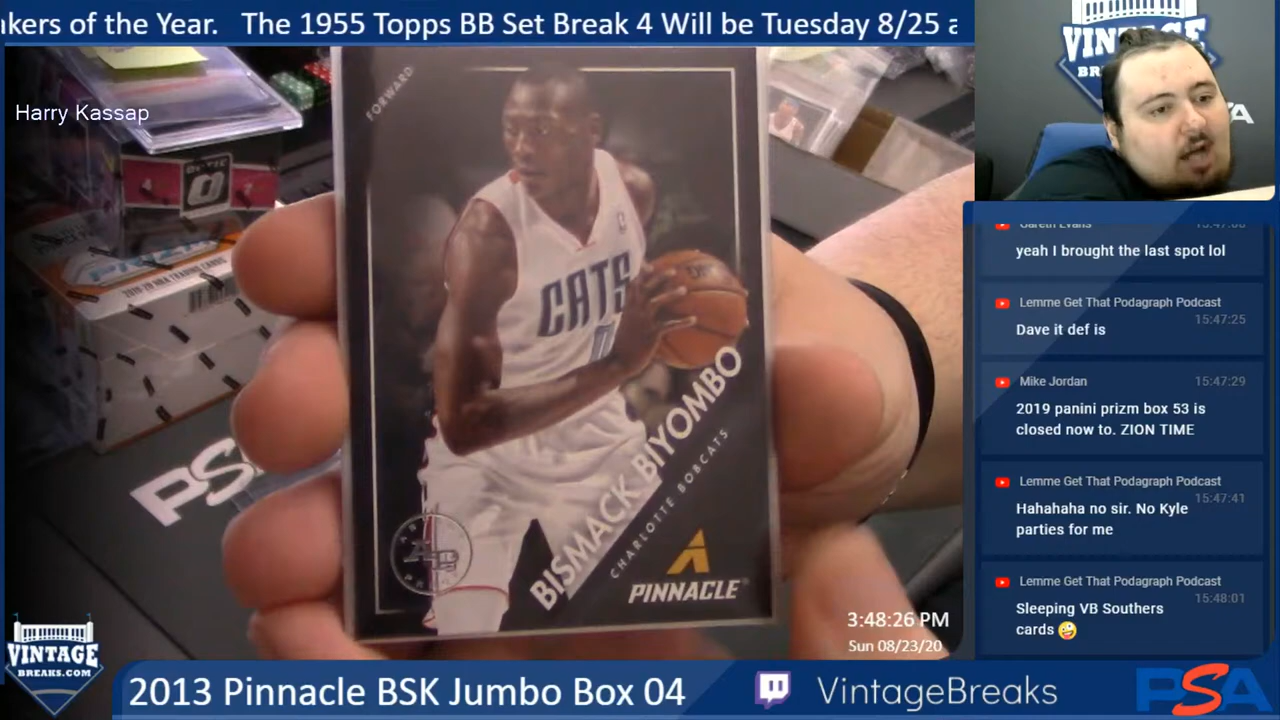 akers of the Year. The 1955 Topps BB Set Break 4 Will be Tuesday 8/25 a
Harry Kassap
FORWARD
CATS
0
BISMACK BIYOMBO
CHARLOTTE BOBCATS
PINNACLE
VINTAGE
Gareth Evans
yeah I brought the last spot lol
Lemme Get That Podagraph Podcast
15:47:25
Dave it def is
Mike Jordan 15:47:29
2019 panini prizm box 53 is
closed now to. ZION TIME
Lemme Get That Podagraph Podcast
15:47:41
Hahahaha no sir. No Kyle
parties for me
Lemme Get That Podagraph Podcast
15:48:01
Sleeping VB Southers
cards 🤪
3:48:26 PM
Sun 08/23/20
VINTAGE
BREAKS.COM
2013 Pinnacle BSK Jumbo Box 04
VintageBreaks
PSA